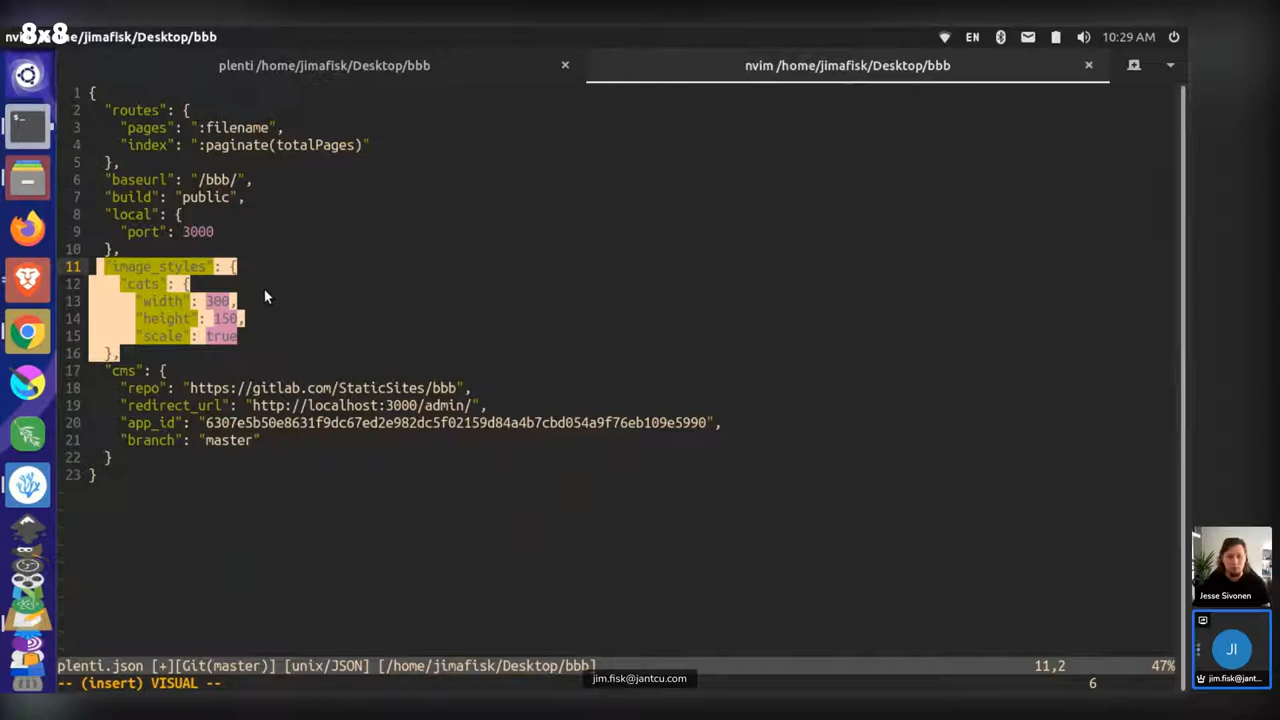 8x8
nvim /home/jimafisk/Desktop/bbb
EN
10:29 AM
plenti /home/jimafisk/Desktop/bbb
nvim /home/jimafisk/Desktop/bbb
1 {
2 "routes": {
3 "pages": ":filename",
4 "index": ":paginate(totalPages)"
5 },
6 "baseurl": "/bbb/",
7 "build": "public",
8 "local": {
9 "port": 3000
10 },
11 "image_styles": {
12 "cats": {
13 "width": 300,
14 "height": 150,
15 "scale": true
16 },
17 "cms": {
18 "repo": "https://gitlab.com/StaticSites/bbb",
19 "redirect_url": "http://localhost:3000/admin/",
20 "app_id": "6307e5b50e8631f9dc67ed2e982dc5f02159d84a4b7cbd054a9f76eb109e5990",
21 "branch": "master"
22 }
23 }
plenti.json [+][Git(master)] [unix/JSON] [/home/jimafisk/Desktop/bbb] 11,2 47%
-- (insert) VISUAL -- 6
jim.fisk@jantcu.com
Jesse Sivonen
JI
jim.fisk@jant...